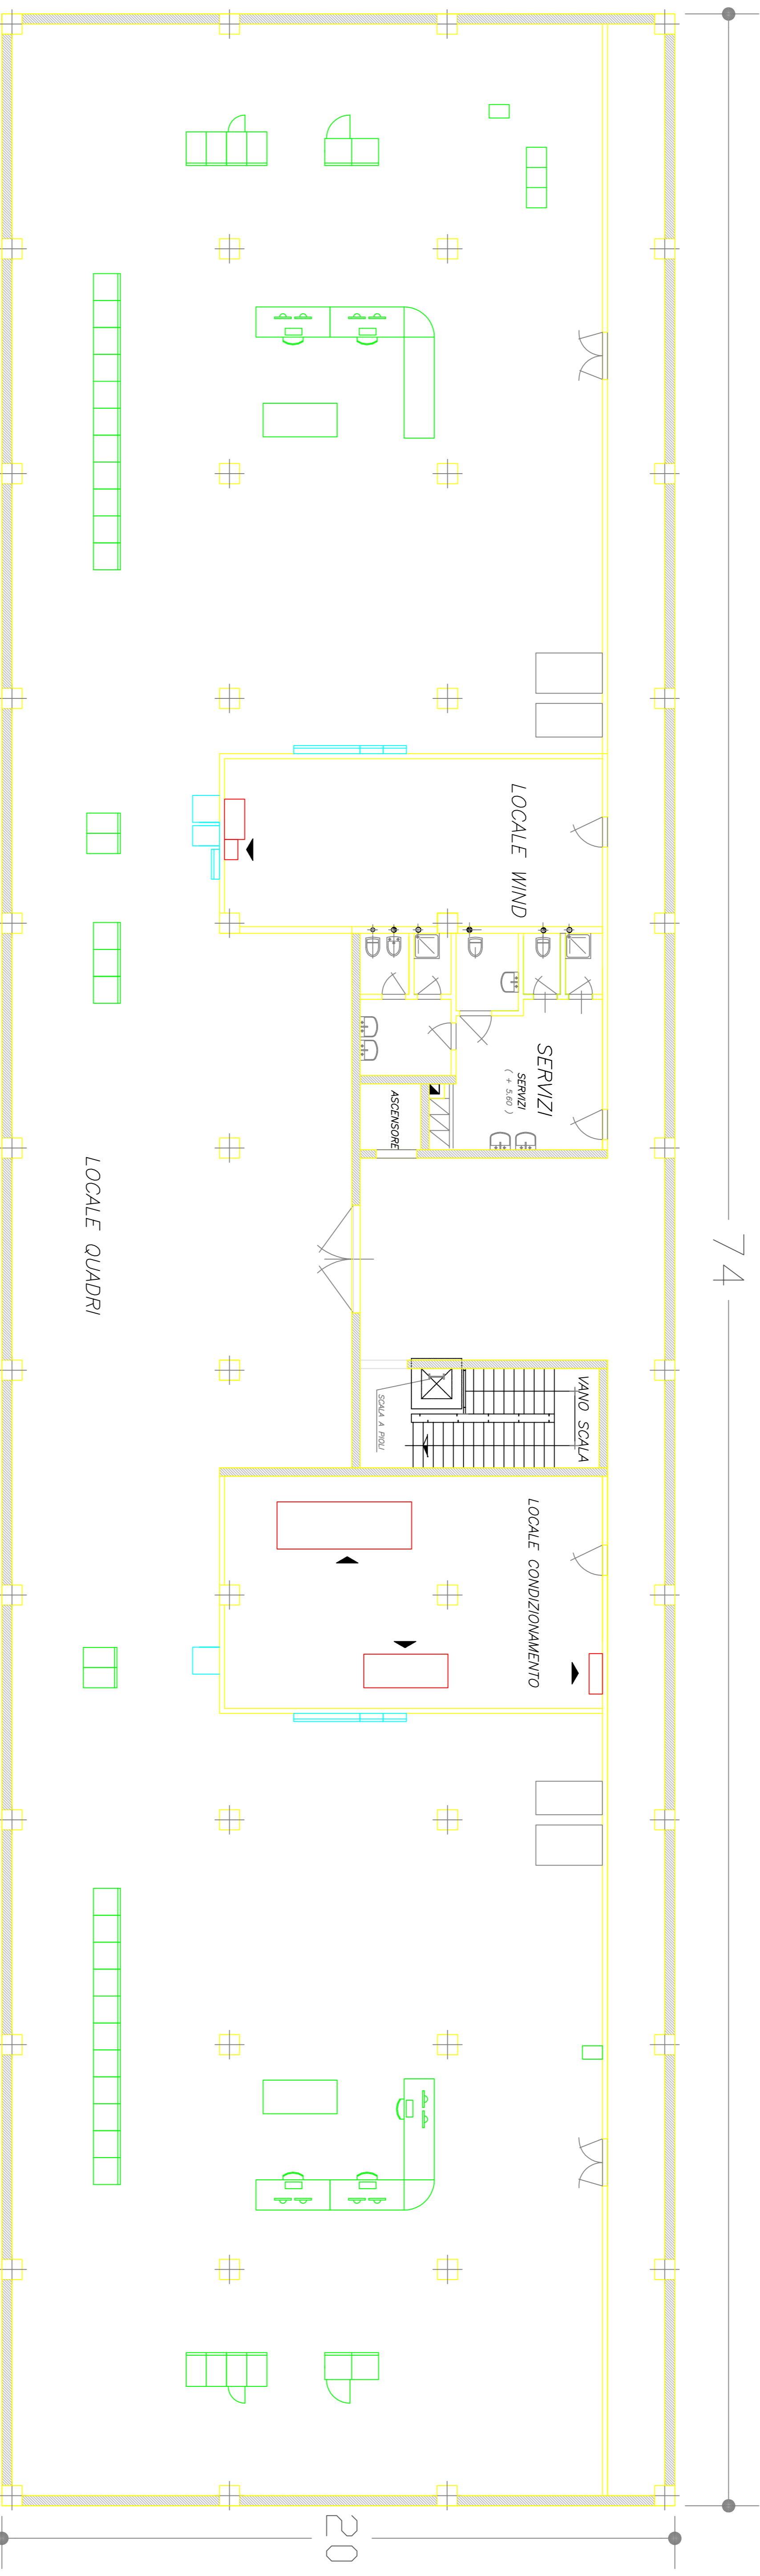 LOCALE WIND
SERVIZI
SERVIZI
( + 5.60 )
ASCENSORE
LOCALE QUADRI
74
VANO SCALA
SCALA A PIOLI
LOCALE CONDIZIONAMENTO
20